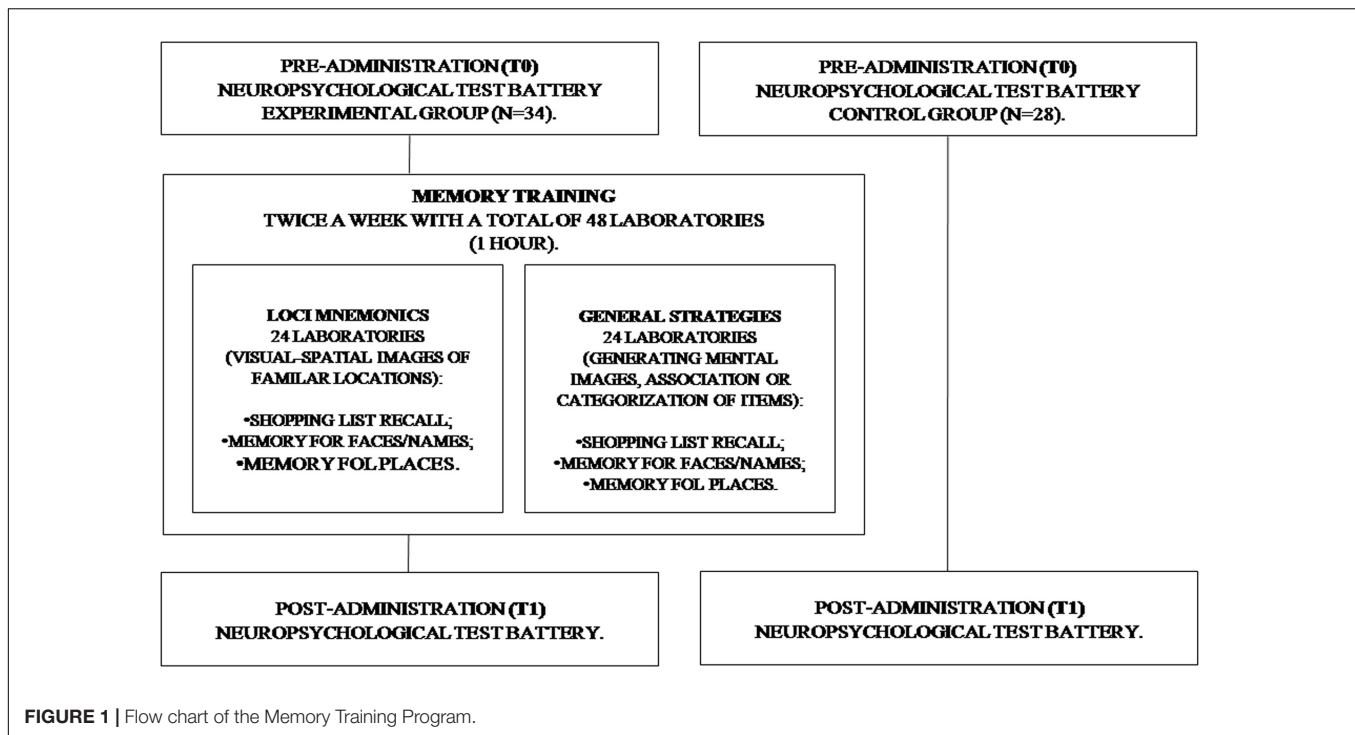 PRE-ADMINISTRATION (T0)
NEUROPSYCHOLOGICAL TEST BATTERY
EXPERIMENTAL GROUP (N=34).
PRE-ADMINISTRATION (T0)
NEUROPSYCHOLOGICAL TEST BATTERY
CONTROL GROUP (N=28).
MEMORY TRAINING
TWICE A WEEK WITH A TOTAL OF 48 LABORATORIES
(1 HOUR).
LOCI MNEMONICS
24 LABORATORIES
(VISUAL-SPATIAL IMAGES OF
FAMILAR LOCATIONS):
•SHOPPING LIST RECALL;
•MEMORY FOR FACES/NAMES;
•MEMORY FOL PLACES.
GENERAL STRATEGIES
24 LABORATORIES
(GENERATING MENTAL
IMAGES, ASSOCIATION OR
CATEGORIZATION OF ITEMS):
•SHOPPING LIST RECALL;
•MEMORY FOR FACES/NAMES;
•MEMORY FOL PLACES.
POST-ADMINISTRATION (T1)
NEUROPSYCHOLOGICAL TEST BATTERY.
POST-ADMINISTRATION (T1)
NEUROPSYCHOLOGICAL TEST BATTERY.
FIGURE 1 | Flow chart of the Memory Training Program.